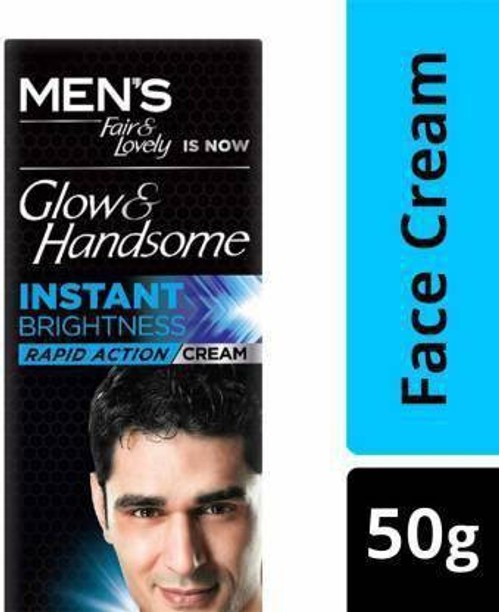 MEN'S
Fair &
Lovely IS NOW
Glow &
Handsome
INSTANT
BRIGHTNESS
RAPID ACTION / CREAM
Face Cream
50g